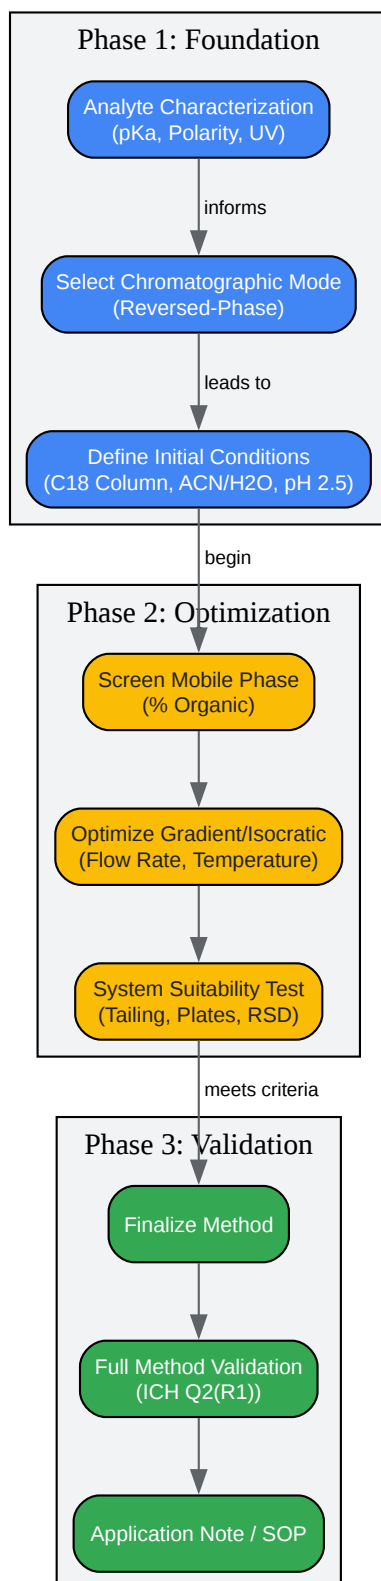 Phase 1: Foundation
Analyte Characterization
(pKa, Polarity, UV)
informs
Select Chromatographic Mode
(Reversed-Phase)
leads to
Define Initial Conditions
(C18 Column, ACN/H2O, pH 2.5)
begin
Phase 2: Optimization
Screen Mobile Phase
(% Organic)
Optimize Gradient/Isocratic
(Flow Rate, Temperature)
System Suitability Test
(Tailing, Plates, RSD)
meets criteria
Phase 3: Validation
Finalize Method
Full Method Validation
(ICH Q2(R1))
Application Note / SOP